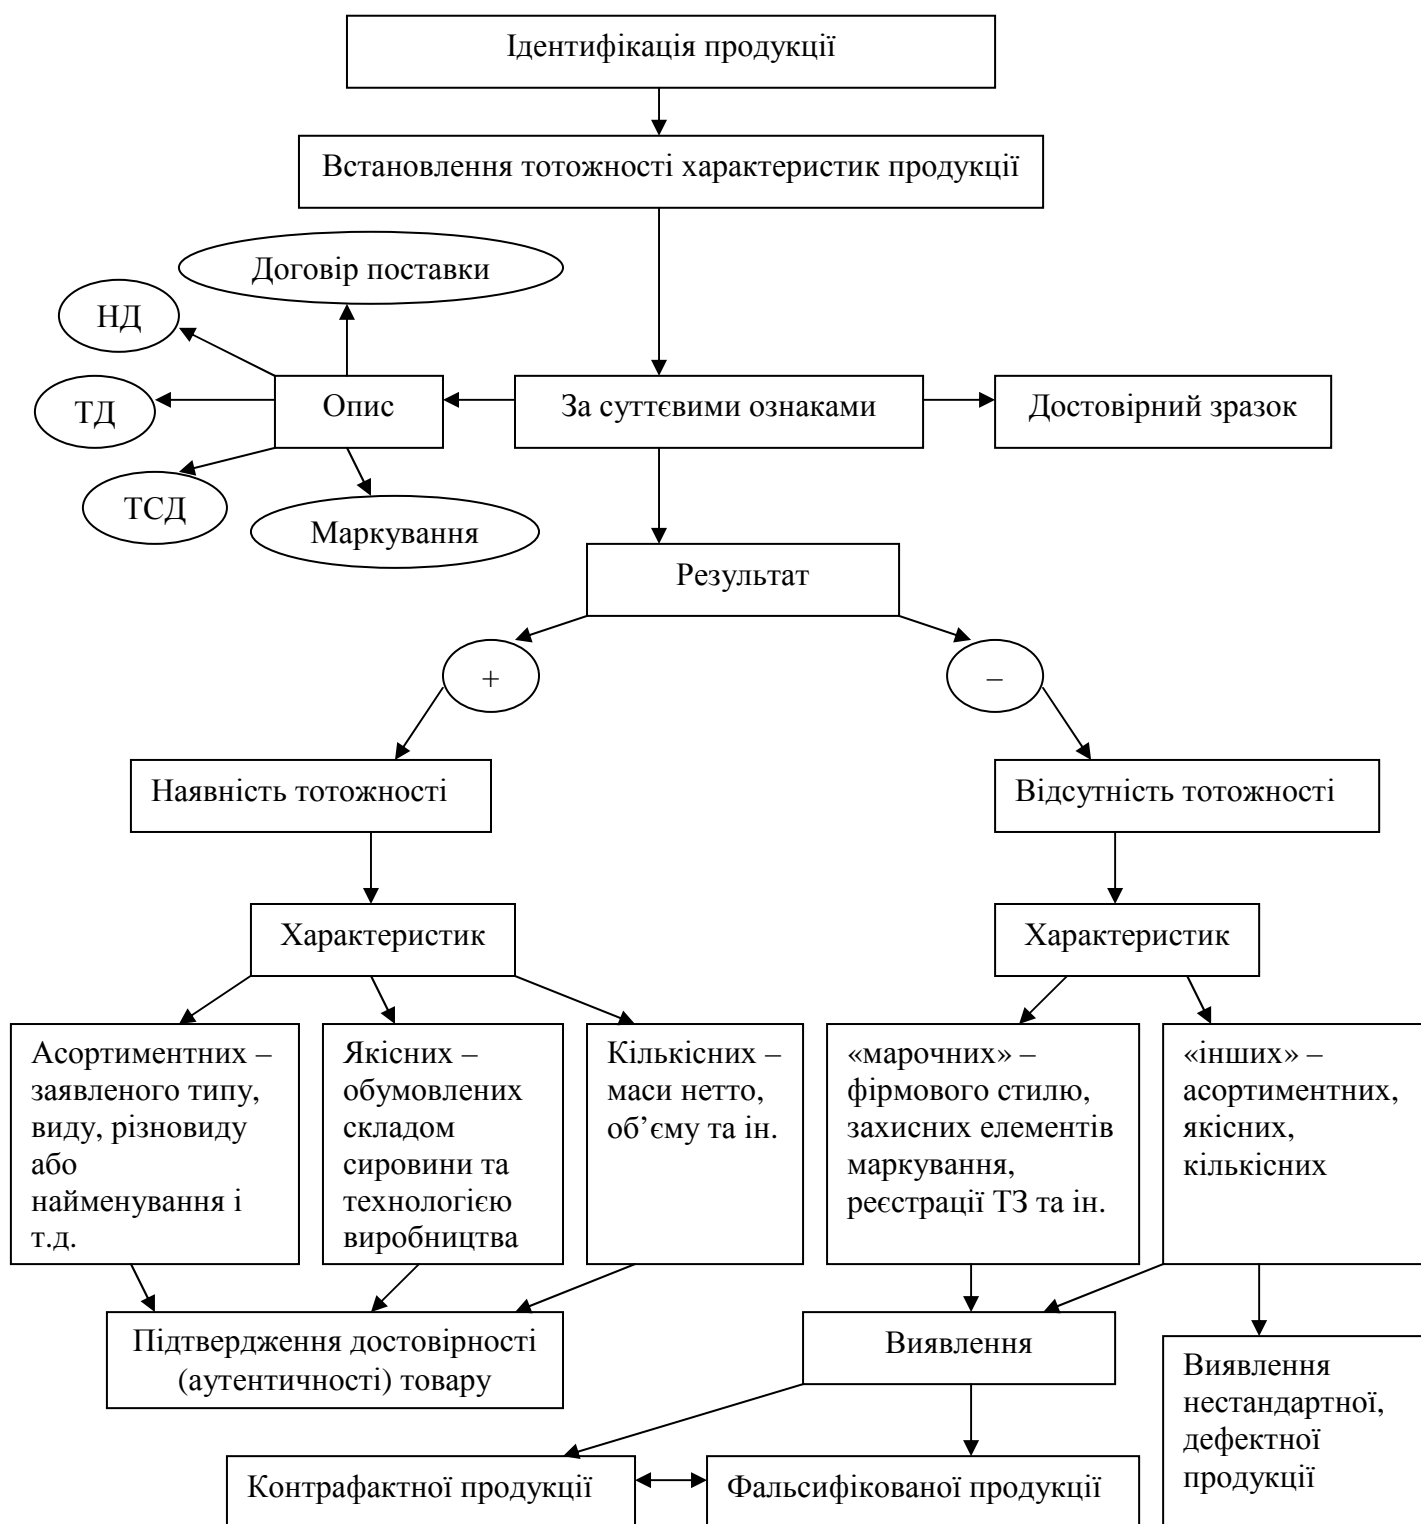 Ідентифікація продукції
Встановлення тотожності характеристик продукції
Договір поставки
НД
ТД
Опис
За суттєвими ознаками
Достовірний зразок
ТСД
Маркування
Результат
+
–
Наявність тотожності
Відсутність тотожності
Характеристик
Характеристик
Асортиментних –
заявленого типу,
виду, різновиду
або
найменування і
т.д.
Якісних –
обумовлених
складом
сировини та
технологією
виробництва
Кількісних –
маси нетто,
об’єму та ін.
«марочних» –
фірмового стилю,
захисних елементів
маркування,
реєстрації ТЗ та ін.
«інших» –
асортиментних,
якісних,
кількісних
Підтвердження достовірності
(аутентичності) товару
Виявлення
Виявлення
нестандартної,
дефектної
продукції
Контрафактної продукції
Фальсифікованої продукції